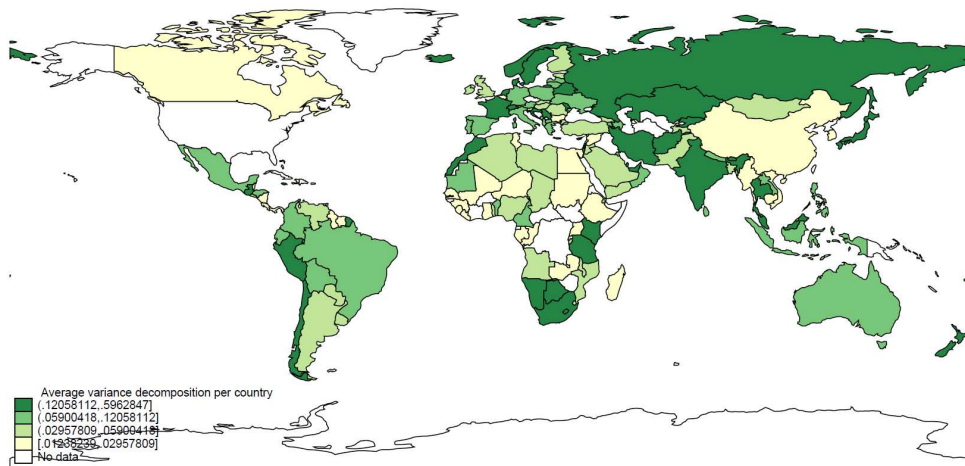 Average variance decomposition per country
(.12058112,.5962847]
(.05900418,.12058112]
(.02957809,.05900418]
[.01238239,.02957809]
No data